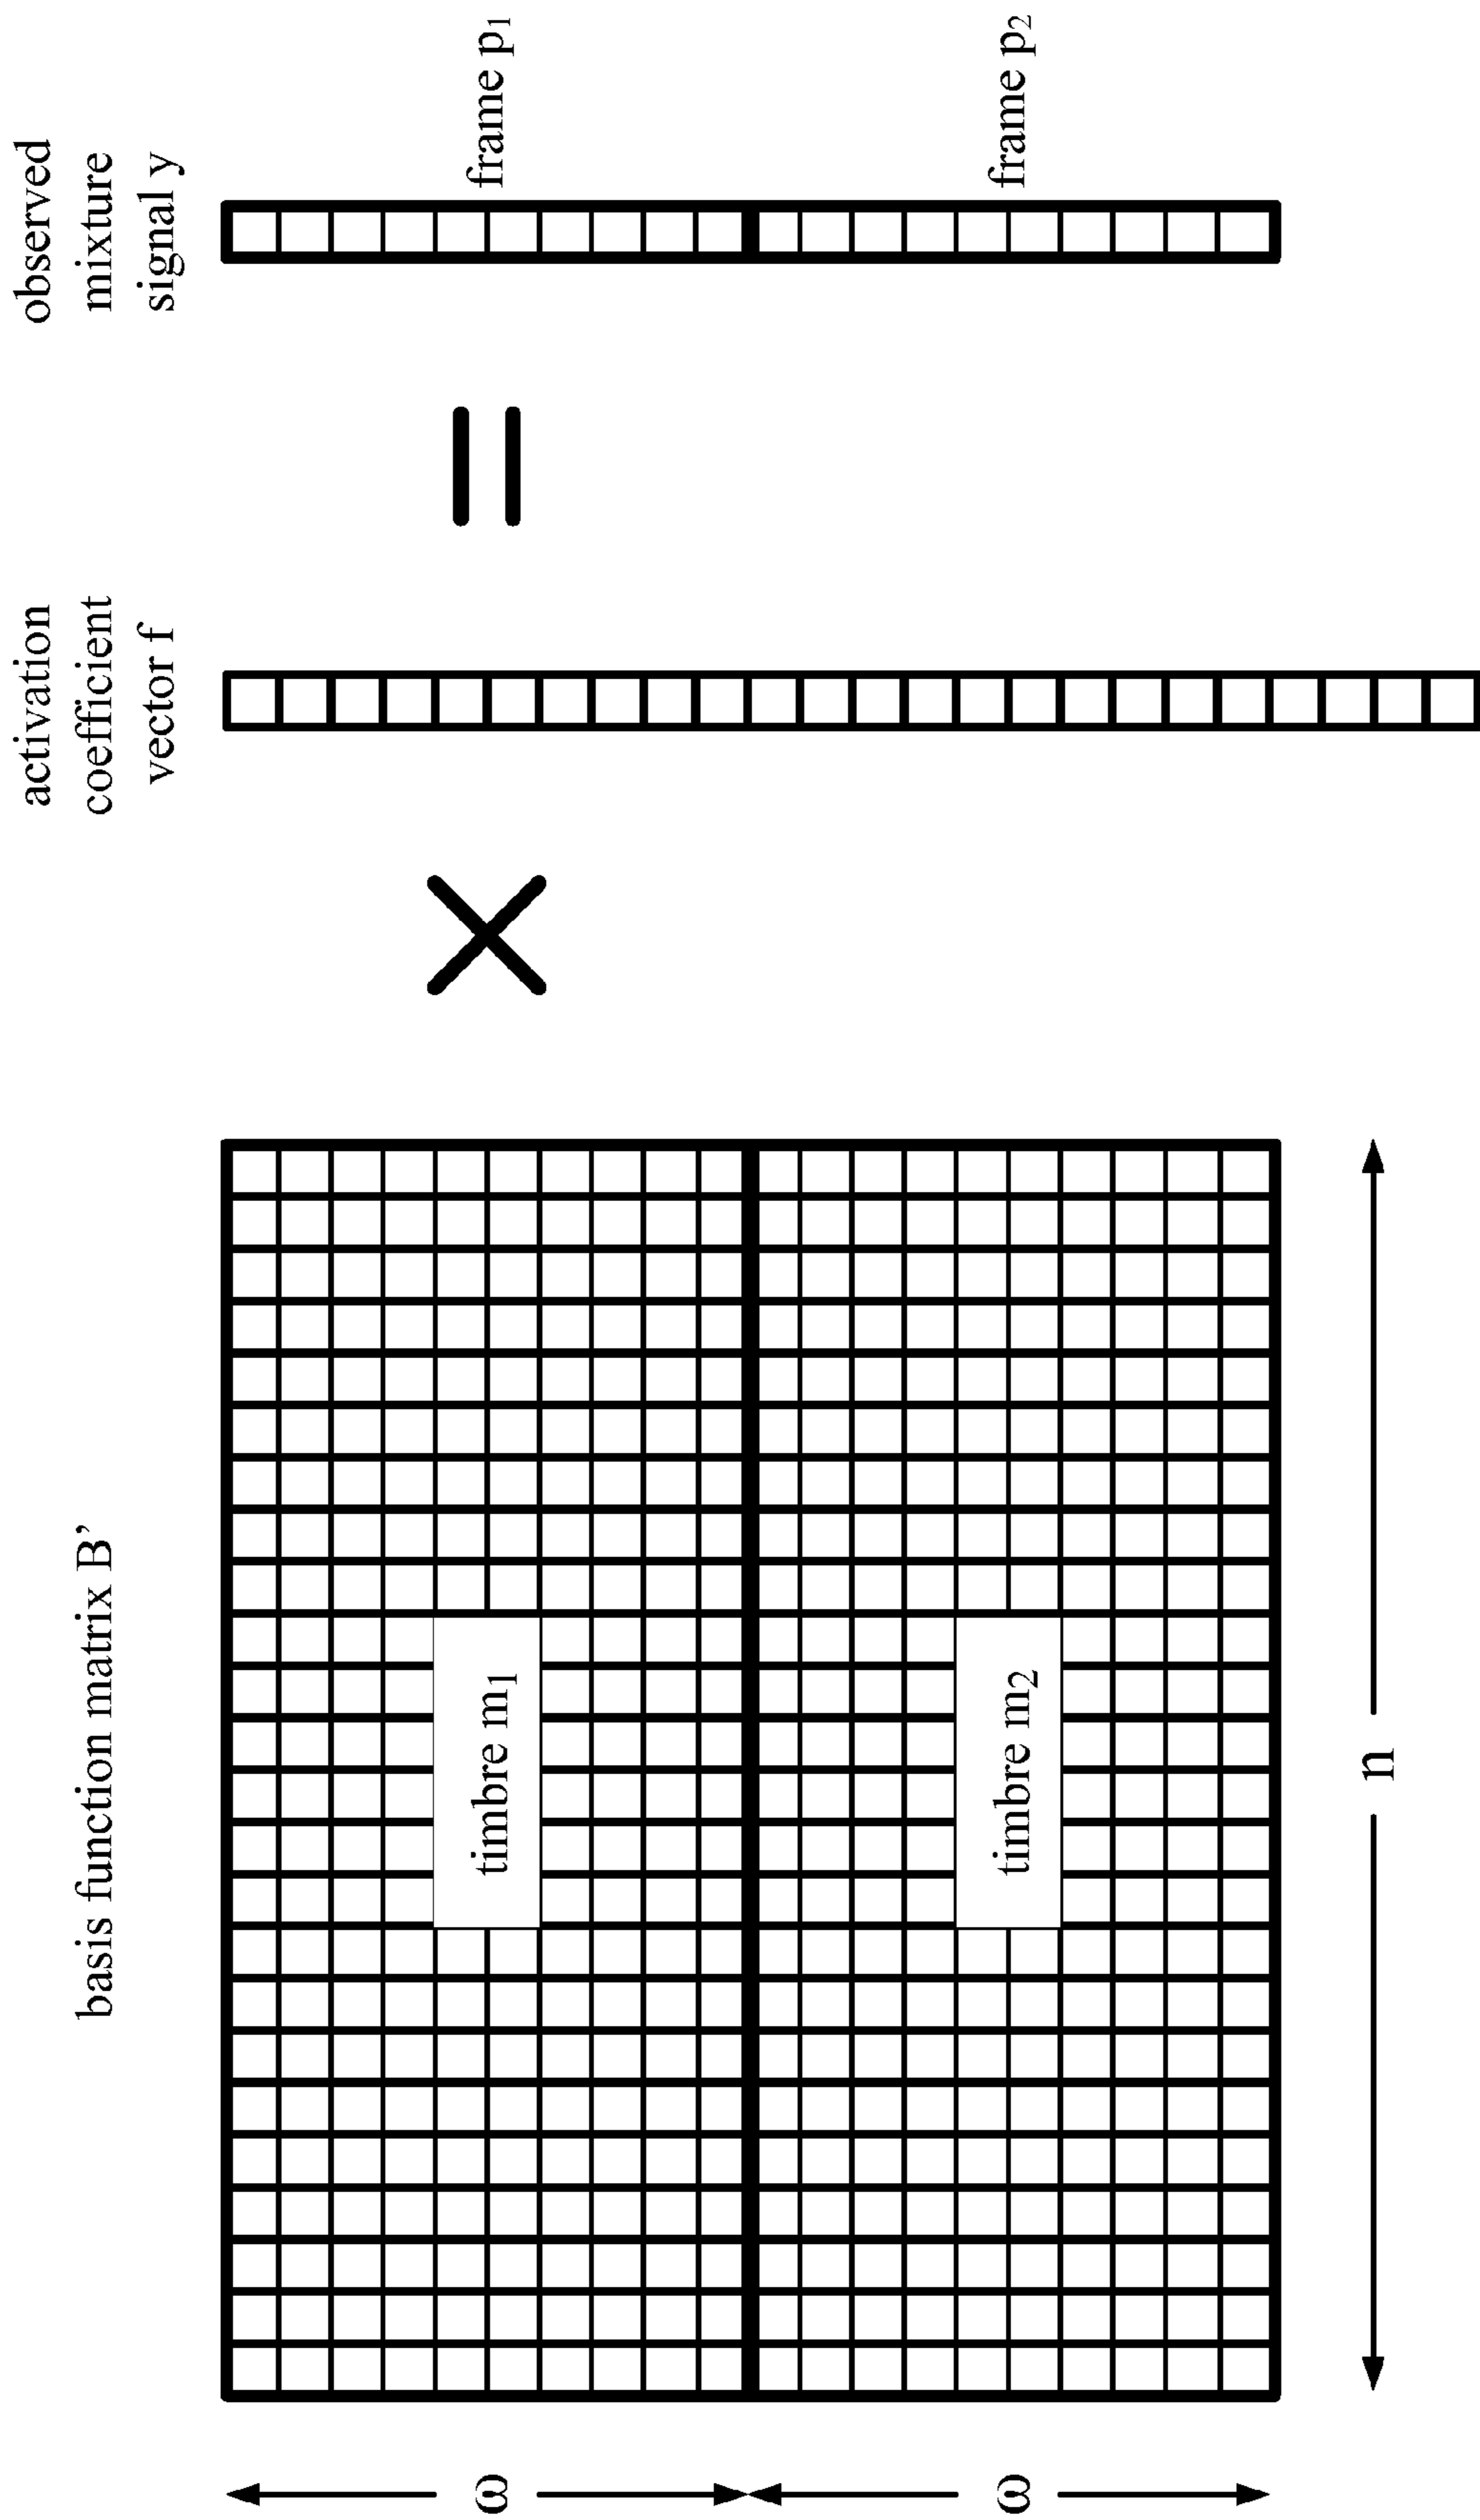 basis function matrix B’
activation
coefficient
vector f
observed
mixture
signal y
ω
timbre m₁
frame p₁
ω
timbre m₂
frame p₂
n